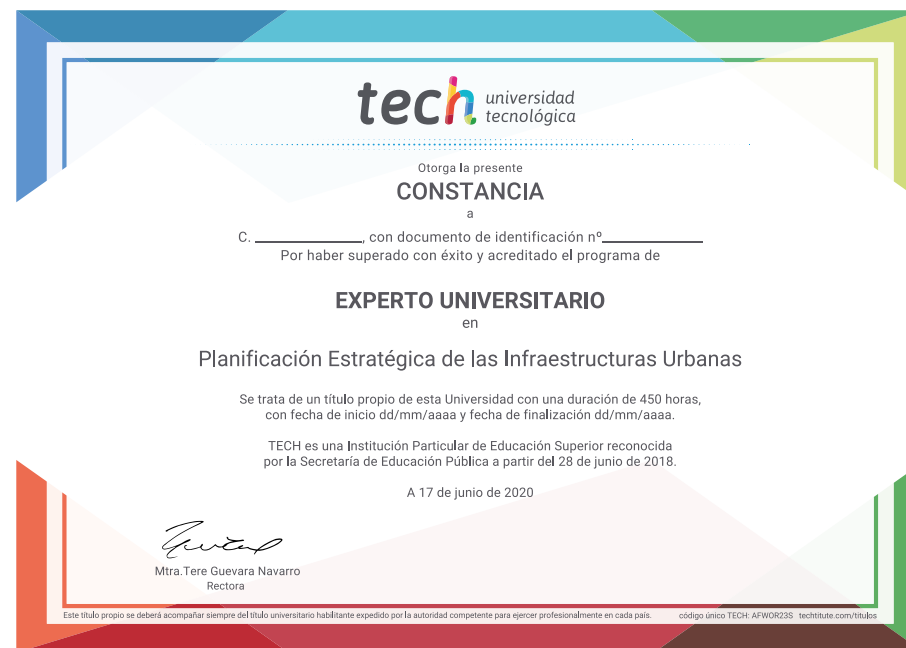 tech universidad
tecnológica
Otorga la presente
CONSTANCIA
a
C. ____________, con documento de identificación nº____________
Por haber superado con éxito y acreditado el programa de
EXPERTO UNIVERSITARIO
en
Planificación Estratégica de las Infraestructuras Urbanas
Se trata de un título propio de esta Universidad con una duración de 450 horas,
con fecha de inicio dd/mm/aaaa y fecha de finalización dd/mm/aaaa.
TECH es una Institución Particular de Educación Superior reconocida
por la Secretaría de Educación Pública a partir del 28 de junio de 2018.
A 17 de junio de 2020
Mtra.Tere Guevara Navarro
Rectora
Este título propio se deberá acompañar siempre del título universitario habilitante expedido por la autoridad competente para ejercer profesionalmente en cada país. código único TECH: AFWOR23S techtitute.com/titulos